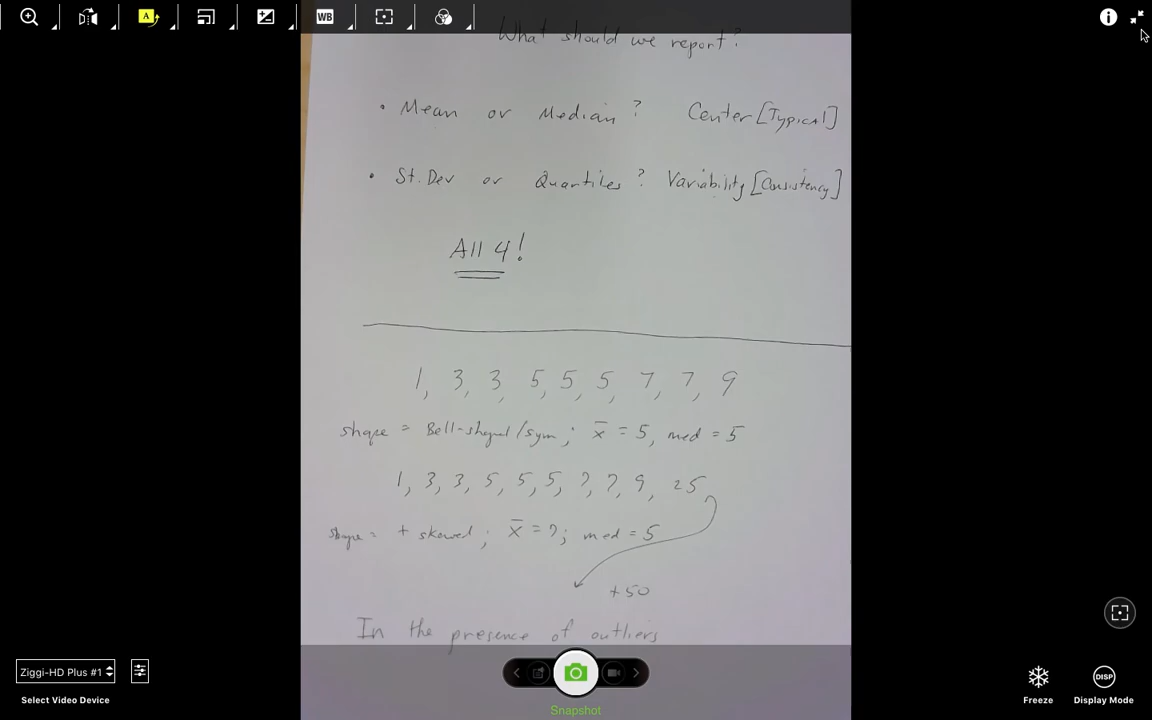 WB
What should we report?
• Mean or Median ? Center [Typical]
• St.Dev or Quantiles ? Variability [Consistency]
All 4!
1, 3, 3, 5, 5, 5, 7, 7, 9
shape = Bell-shaped/sym; x̄ = 5, med = 5
1, 3, 3, 5, 5, 5, 7, 7, 9, 25
shape = + skewed; x̄ = 7; med = 5
+50
In the presence of outliers
Ziggi-HD Plus #1
Select Video Device
Snapshot
Freeze
DISP
Display Mode